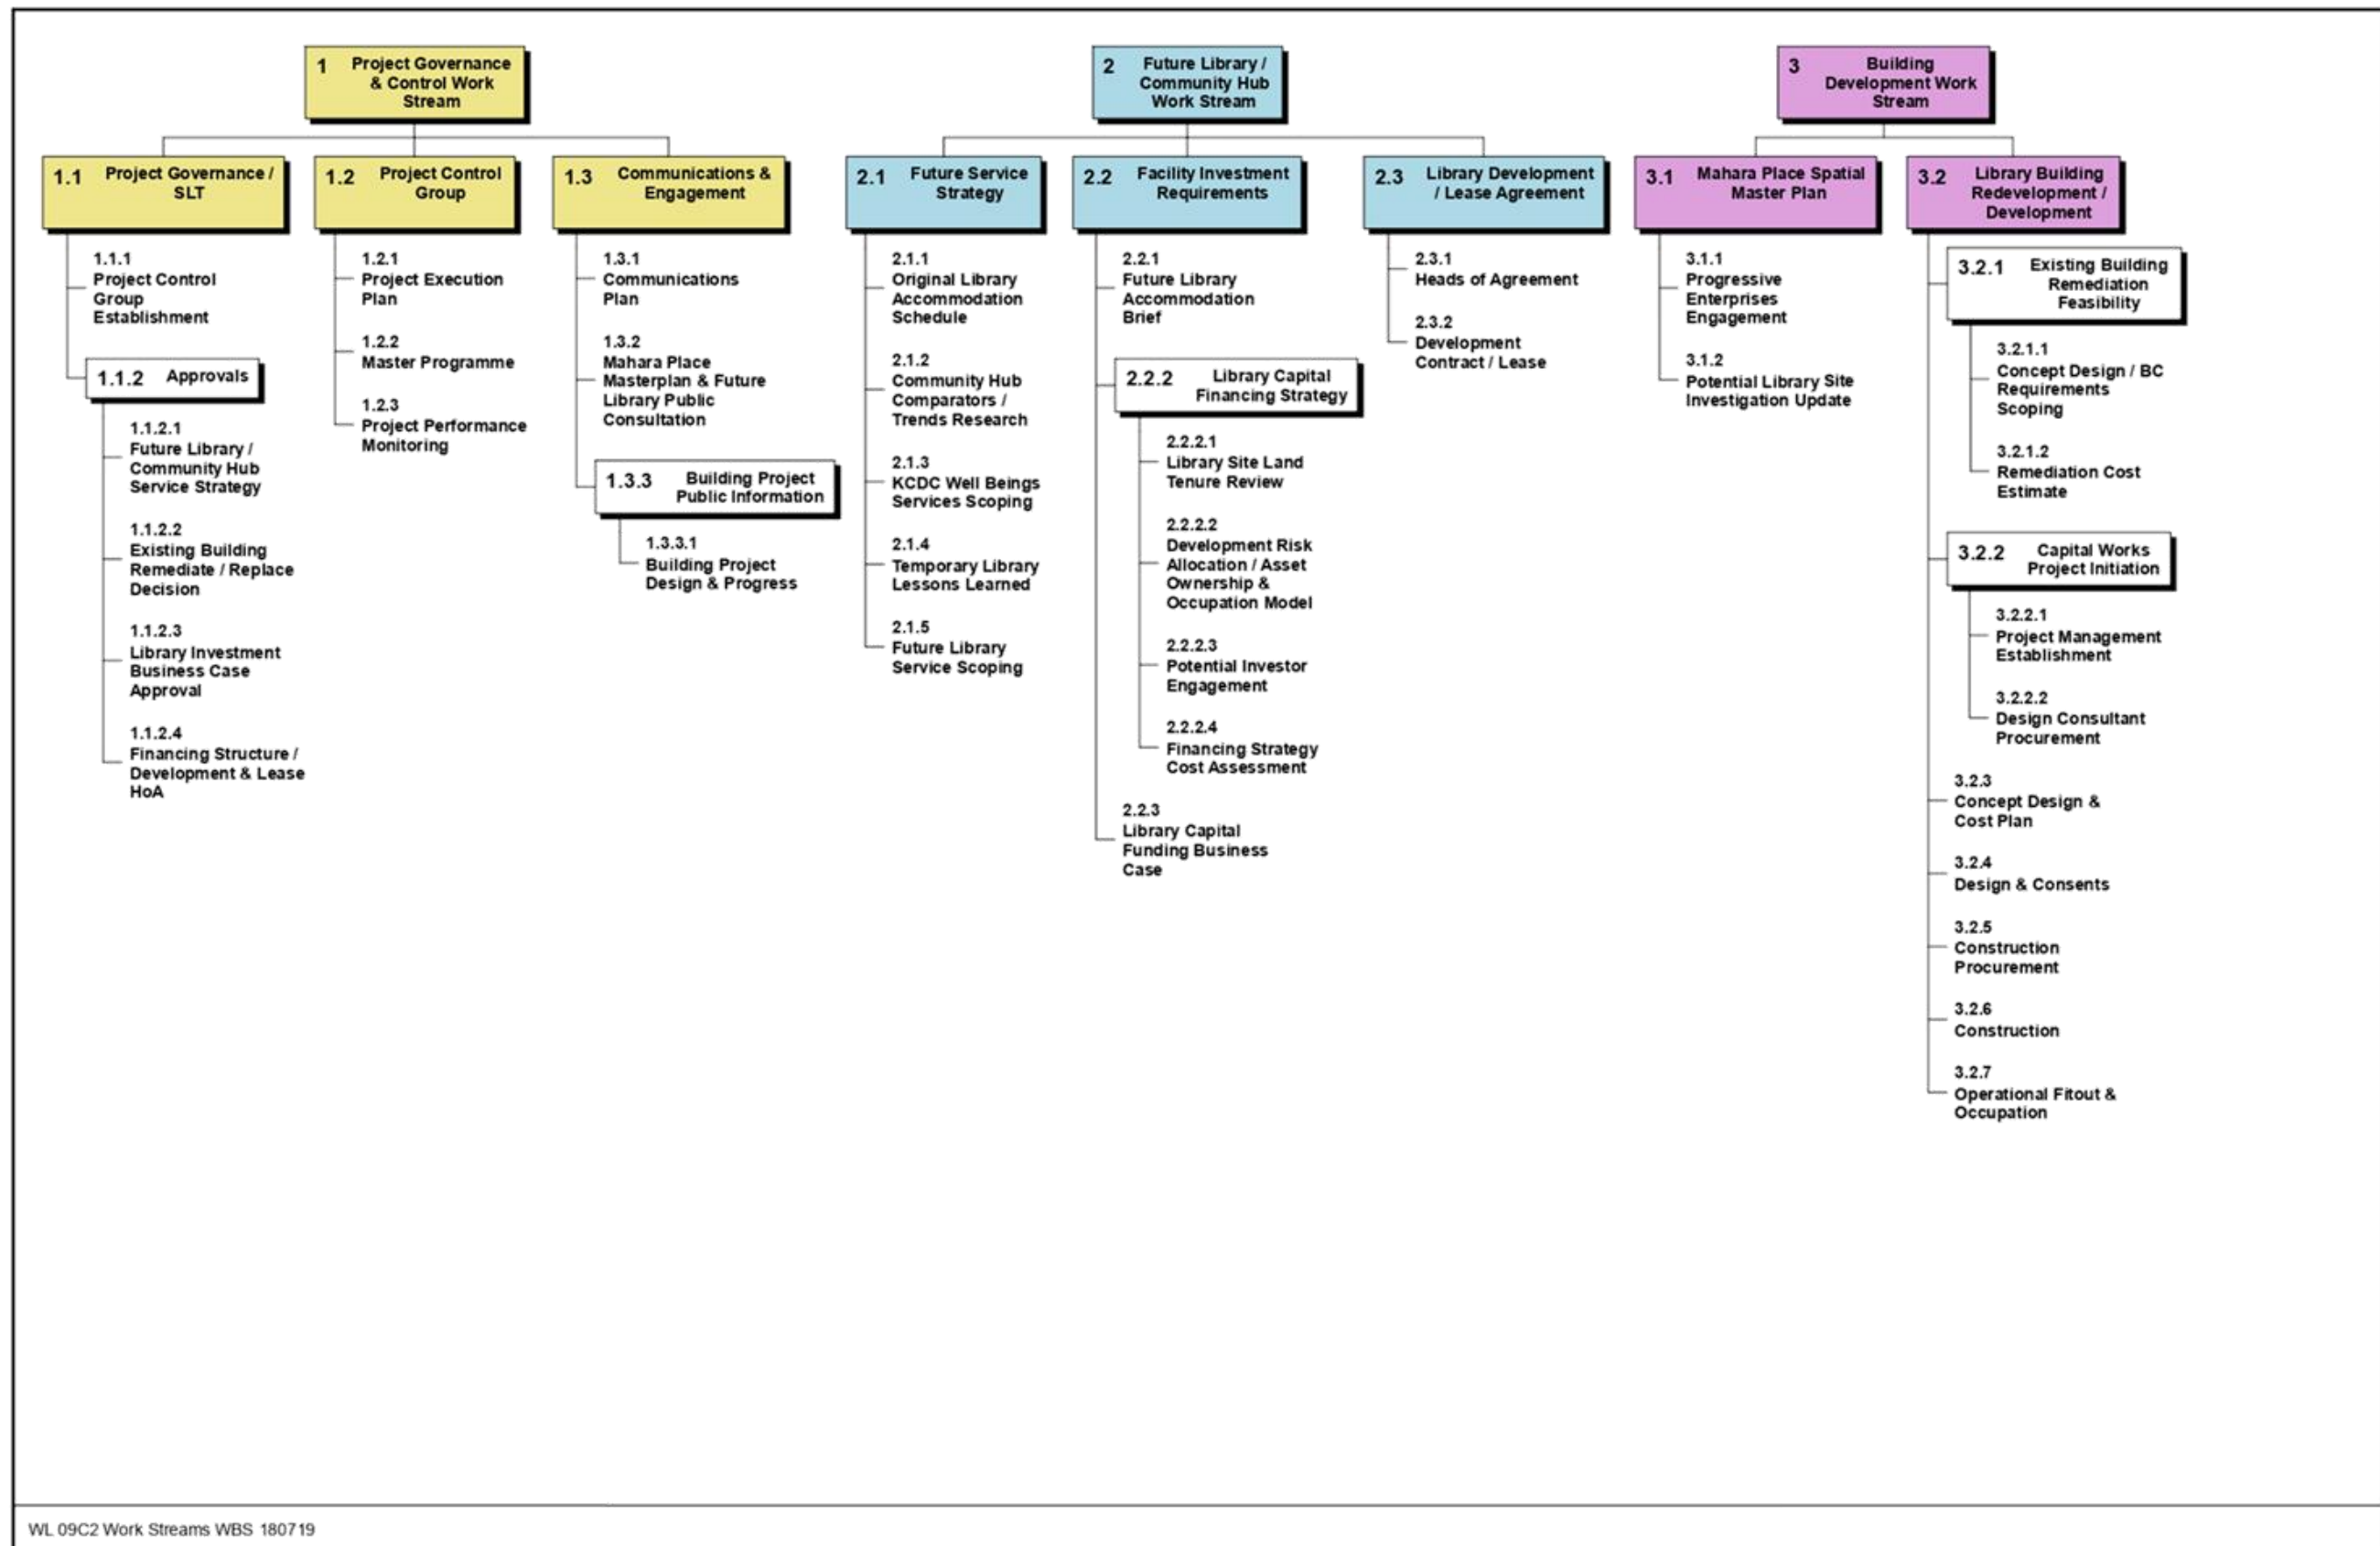 1 Project Governance
& Control Work
Stream
1.1 Project Governance /
SLT
1.1.1
Project Control
Group
Establishment
1.1.2 Approvals
1.1.2.1
Future Library /
Community Hub
Service Strategy
1.1.2.2
Existing Building
Remediate / Replace
Decision
1.1.2.3
Library Investment
Business Case
Approval
1.1.2.4
Financing Structure /
Development & Lease
HoA
1.2 Project Control
Group
1.2.1
Project Execution
Plan
1.2.2
Master Programme
1.2.3
Project Performance
Monitoring
1.3 Communications &
Engagement
1.3.1
Communications
Plan
1.3.2
Mahara Place
Masterplan & Future
Library Public
Consultation
1.3.3 Building Project
Public Information
1.3.3.1
Building Project
Design & Progress
2 Future Library /
Community Hub
Work Stream
2.1 Future Service
Strategy
2.1.1
Original Library
Accommodation
Schedule
2.1.2
Community Hub
Comparators /
Trends Research
2.1.3
KCDC Well Beings
Services Scoping
2.1.4
Temporary Library
Lessons Learned
2.1.5
Future Library
Service Scoping
2.2 Facility Investment
Requirements
2.2.1
Future Library
Accommodation
Brief
2.2.2 Library Capital
Financing Strategy
2.2.2.1
Library Site Land
Tenure Review
2.2.2.2
Development Risk
Allocation / Asset
Ownership &
Occupation Model
2.2.2.3
Potential Investor
Engagement
2.2.2.4
Financing Strategy
Cost Assessment
2.2.3
Library Capital
Funding Business
Case
2.3 Library Development
/ Lease Agreement
2.3.1
Heads of Agreement
2.3.2
Development
Contract / Lease
3 Building
Development Work
Stream
3.1 Mahara Place Spatial
Master Plan
3.1.1
Progressive
Enterprises
Engagement
3.1.2
Potential Library Site
Investigation Update
3.2 Library Building
Redevelopment /
Development
3.2.1 Existing Building
Remediation
Feasibility
3.2.1.1
Concept Design / BC
Requirements
Scoping
3.2.1.2
Remediation Cost
Estimate
3.2.2 Capital Works
Project Initiation
3.2.2.1
Project Management
Establishment
3.2.2.2
Design Consultant
Procurement
3.2.3
Concept Design &
Cost Plan
3.2.4
Design & Consents
3.2.5
Construction
Procurement
3.2.6
Construction
3.2.7
Operational Fitout &
Occupation
WL 09C2 Work Streams WBS 180719